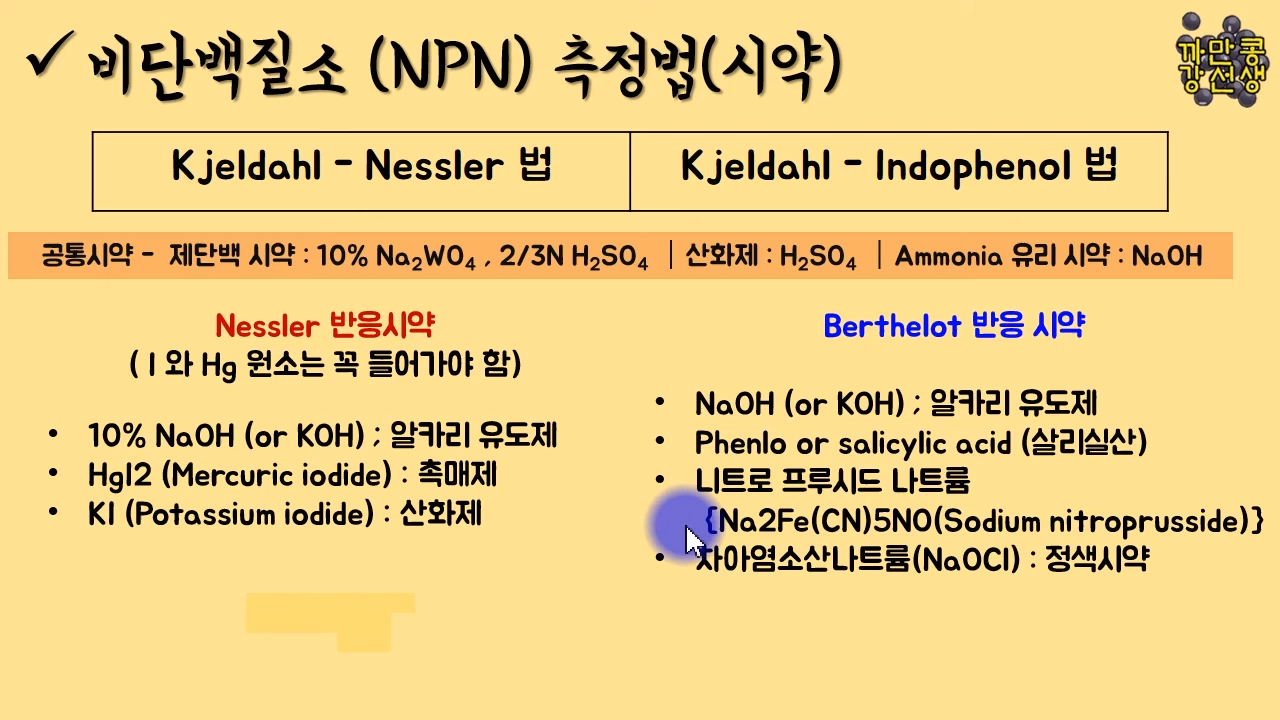 ✓비단백질소 (NPN) 측정법(시약)
까만콩
강선생
Kjeldahl - Nessler 법
Kjeldahl - Indophenol 법
공통시약 - 제단백 시약 : 10% Na₂WO₄ , 2/3N H₂SO₄ | 산화제 : H₂SO₄ | Ammonia 유리 시약 : NaOH
Nessler 반응시약
( I 와 Hg 원소는 꼭 들어가야 함)
• 10% NaOH (or KOH) ; 알카리 유도제
• HgI2 (Mercuric iodide) : 촉매제
• KI (Potassium iodide) : 산화제
Berthelot 반응 시약
• NaOH (or KOH) ; 알카리 유도제
• Phenlo or salicylic acid (살리실산)
• 니트로 프루시드 나트륨
{Na2Fe(CN)5NO(Sodium nitroprusside)}
• 차아염소산나트륨(NaOCl) : 정색시약